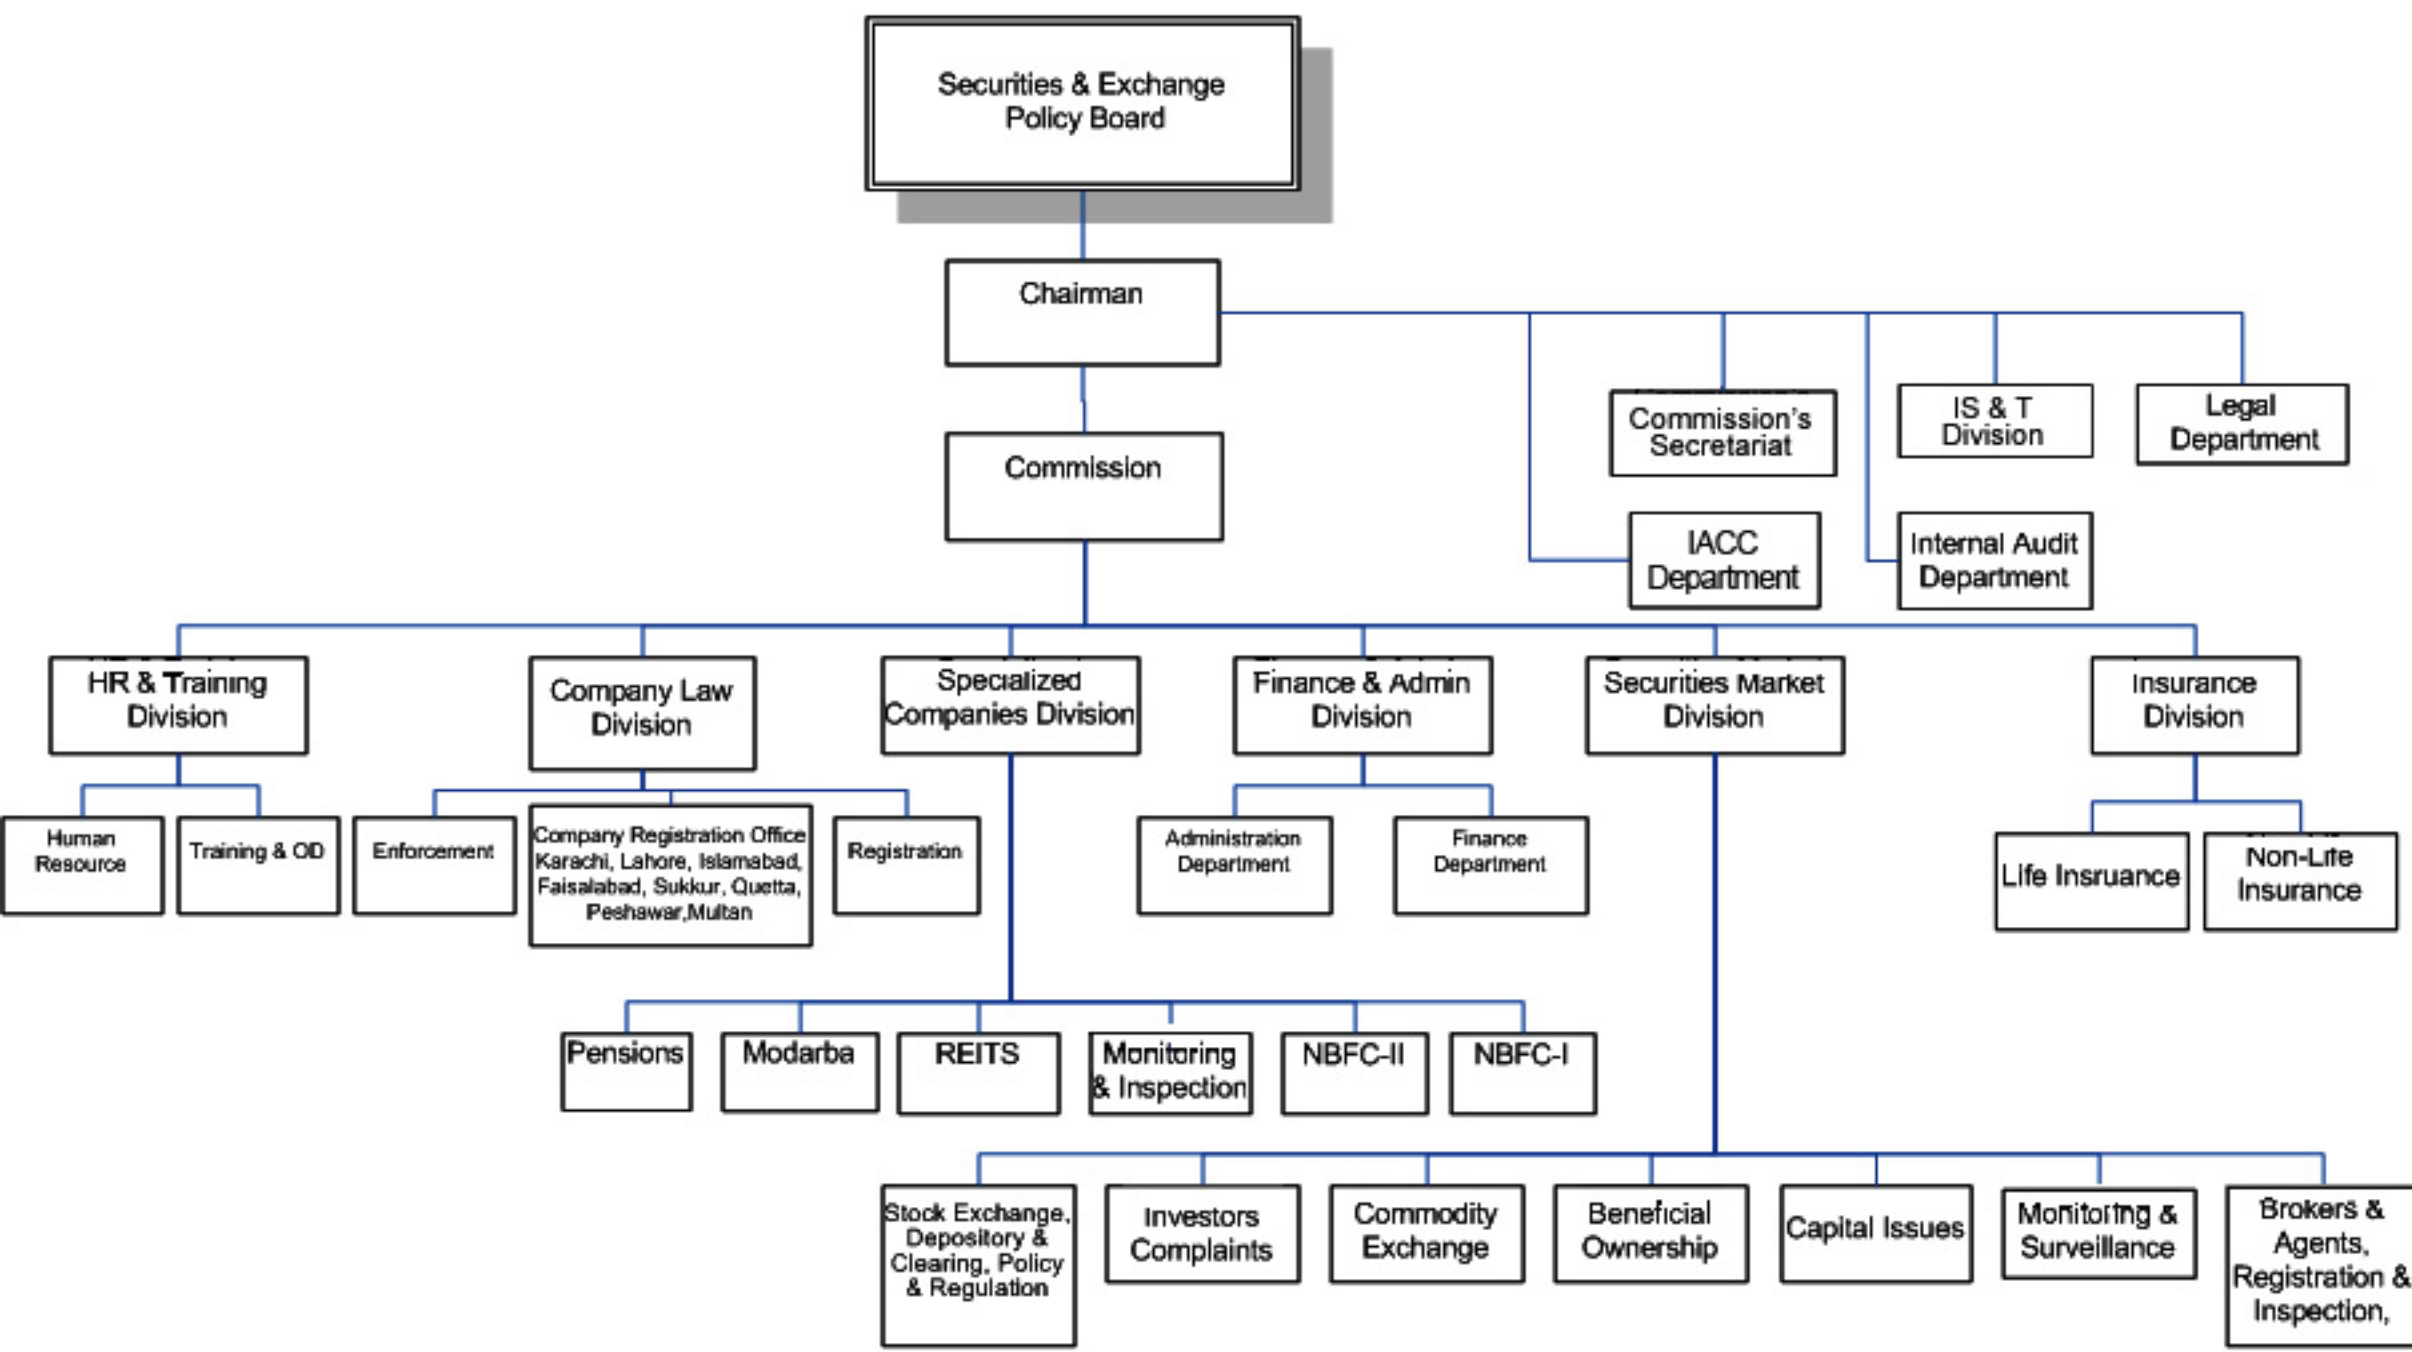 Securities & Exchange
Policy Board
Chairman
Commission
Commission's
Secretariat
IS & T
Division
Legal
Department
IACC
Department
Internal Audit
Department
HR & Training
Division
Company Law
Division
Specialized
Companies Division
Finance & Admin
Division
Securities Market
Division
Insurance
Division
Human
Resource
Training & OD
Enforcement
Company Registration Office
Karachi, Lahore, Islamabad,
Faisalabad, Sukkur, Quetta,
Peshawar,Multan
Registration
Administration
Department
Finance
Department
Life Insruance
Non-Life
Insurance
Pensions
Modarba
REITS
Monitoring
& Inspection
NBFC-II
NBFC-I
Stock Exchange,
Depository &
Clearing, Policy
& Regulation
Investors
Complaints
Commodity
Exchange
Beneficial
Ownership
Capital Issues
Monitoring &
Surveillance
Brokers &
Agents,
Registration &
Inspection,